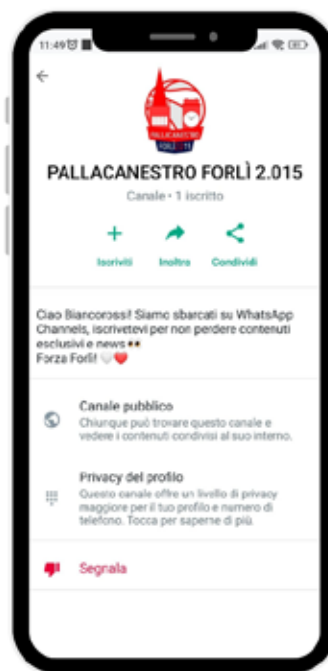 11:49
PALLACANESTRO
FORLÌ 2.015
PALLACANESTRO FORLÌ 2.015
Canale • 1 iscritto
Iscriviti Inoltra Condividi
Ciao Biancorossi! Siamo sbarcati su WhatsApp
Channels, iscrivetevi per non perdere contenuti
esclusivi e news 👀
Forza Forlì! 🤍❤️
Canale pubblico
Chiunque può trovare questo canale e
vedere i contenuti condivisi al suo interno.
Privacy del profilo
Questo canale offre un livello di privacy
maggiore per il tuo profilo e numero di
telefono. Tocca per saperne di più.
Segnala